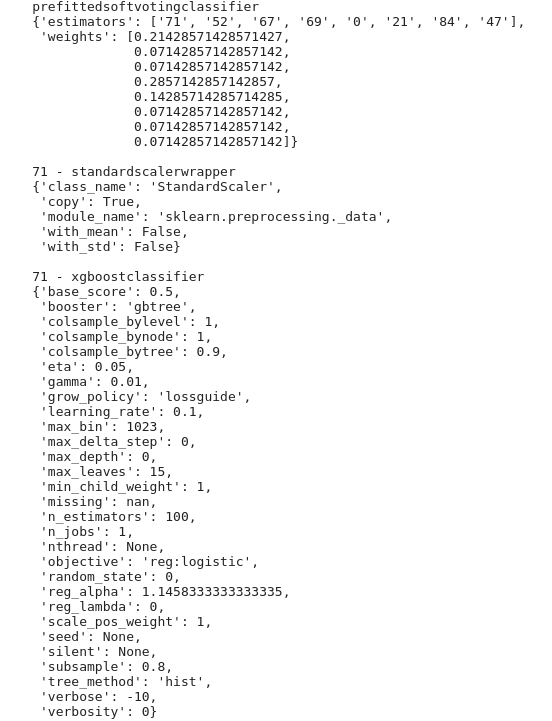 prefittedsoftvotingclassifier
{'estimators': ['71', '52', '67', '69', '0', '21', '84', '47'],
 'weights': [0.21428571428571427,
             0.07142857142857142,
             0.07142857142857142,
             0.2857142857142857,
             0.14285714285714285,
             0.07142857142857142,
             0.07142857142857142,
             0.07142857142857142]}

71 - standardscalerwrapper
{'class_name': 'StandardScaler',
 'copy': True,
 'module_name': 'sklearn.preprocessing._data',
 'with_mean': False,
 'with_std': False}

71 - xgboostclassifier
{'base_score': 0.5,
 'booster': 'gbtree',
 'colsample_bylevel': 1,
 'colsample_bynode': 1,
 'colsample_bytree': 0.9,
 'eta': 0.05,
 'gamma': 0.01,
 'grow_policy': 'lossguide',
 'learning_rate': 0.1,
 'max_bin': 1023,
 'max_delta_step': 0,
 'max_depth': 0,
 'max_leaves': 15,
 'min_child_weight': 1,
 'missing': nan,
 'n_estimators': 100,
 'n_jobs': 1,
 'nthread': None,
 'objective': 'reg:logistic',
 'random_state': 0,
 'reg_alpha': 1.1458333333333335,
 'reg_lambda': 0,
 'scale_pos_weight': 1,
 'seed': None,
 'silent': None,
 'subsample': 0.8,
 'tree_method': 'hist',
 'verbose': -10,
 'verbosity': 0}